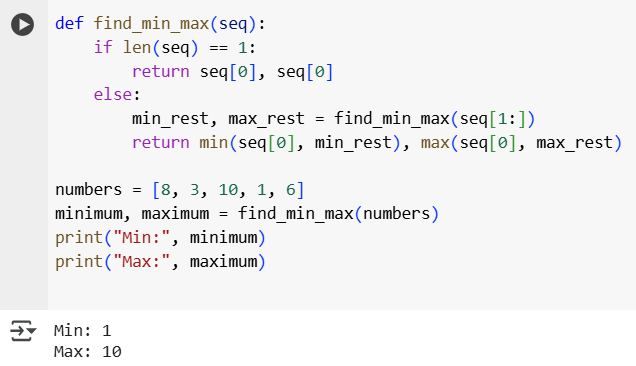 def find_min_max(seq):
    if len(seq) == 1:
        return seq[0], seq[0]
    else:
        min_rest, max_rest = find_min_max(seq[1:])
        return min(seq[0], min_rest), max(seq[0], max_rest)

numbers = [8, 3, 10, 1, 6]
minimum, maximum = find_min_max(numbers)
print("Min:", minimum)
print("Max:", maximum)
Min: 1
Max: 10